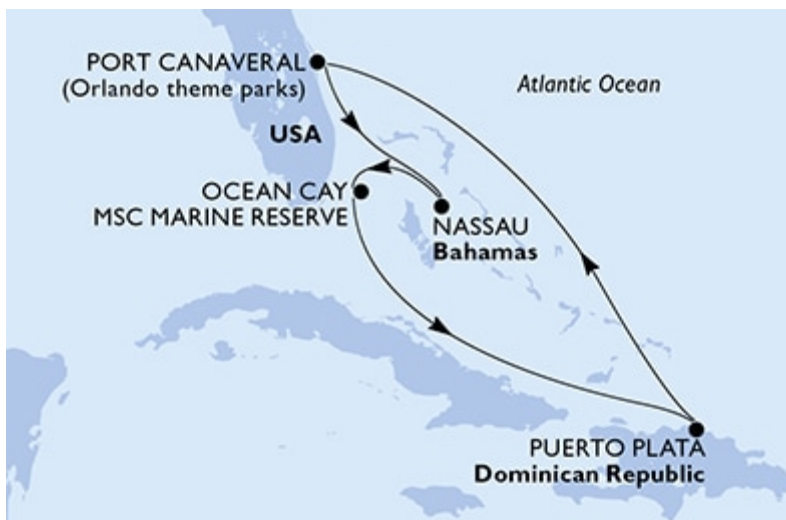 PORT CANAVERAL
(Orlando theme parks)
Atlantic Ocean
USA
OCEAN CAY
MSC MARINE RESERVE
NASSAU
Bahamas
PUERTO PLATA
Dominican Republic